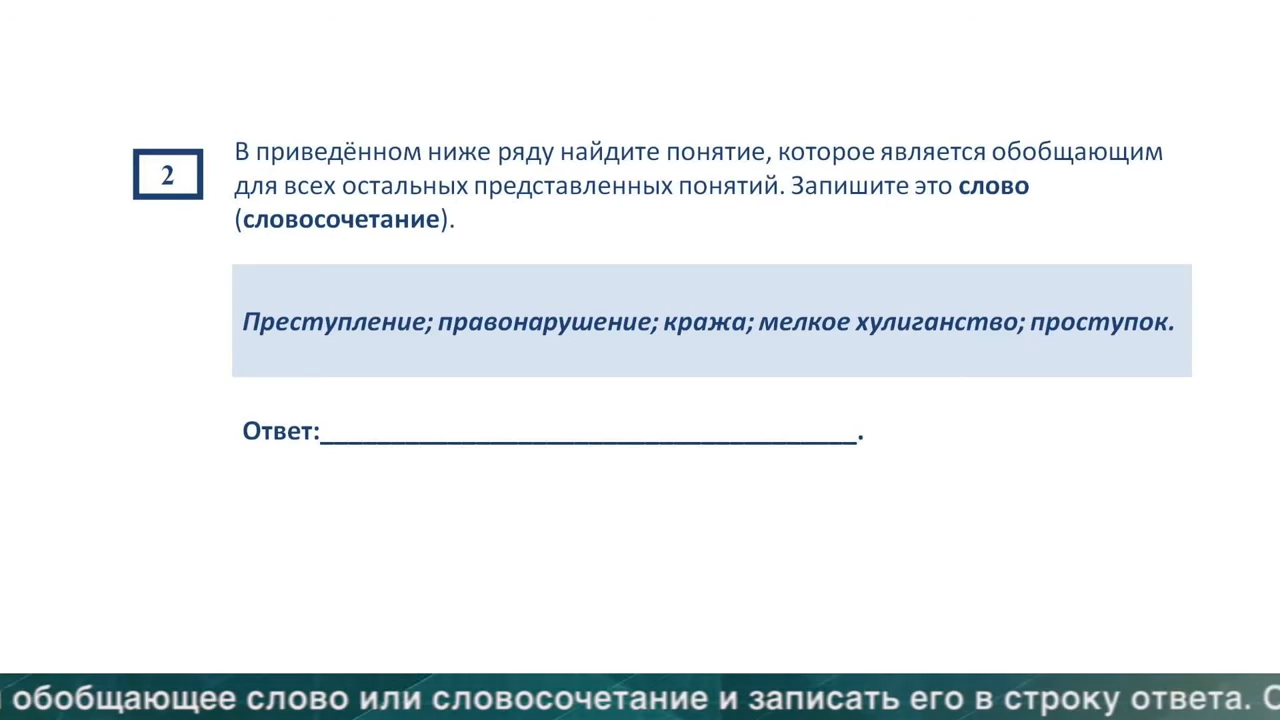 2
В приведённом ниже ряду найдите понятие, которое является обобщающим
для всех остальных представленных понятий. Запишите это слово
(словосочетание).
Преступление; правонарушение; кража; мелкое хулиганство; проступок.
Ответ:______________________________________.
обобщающее слово или словосочетание и записать его в строку ответа.